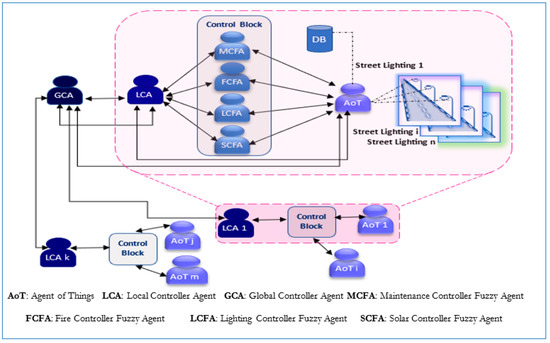 Control Block
MCFA
FCFA
LCFA
SCFA
GCA
LCA
DB
AoT
Street Lighting 1
Street Lighting i
Street Lighting n
LCA 1
Control
Block
AoT 1
AoT i
LCA k
Control
Block
AoT j
AoT m
AoT: Agent of Things LCA: Local Controller Agent GCA: Global Controller Agent MCFA: Maintenance Controller Fuzzy Agent
FCFA: Fire Controller Fuzzy Agent LCFA: Lighting Controller Fuzzy Agent SCFA: Solar Controller Fuzzy Agent